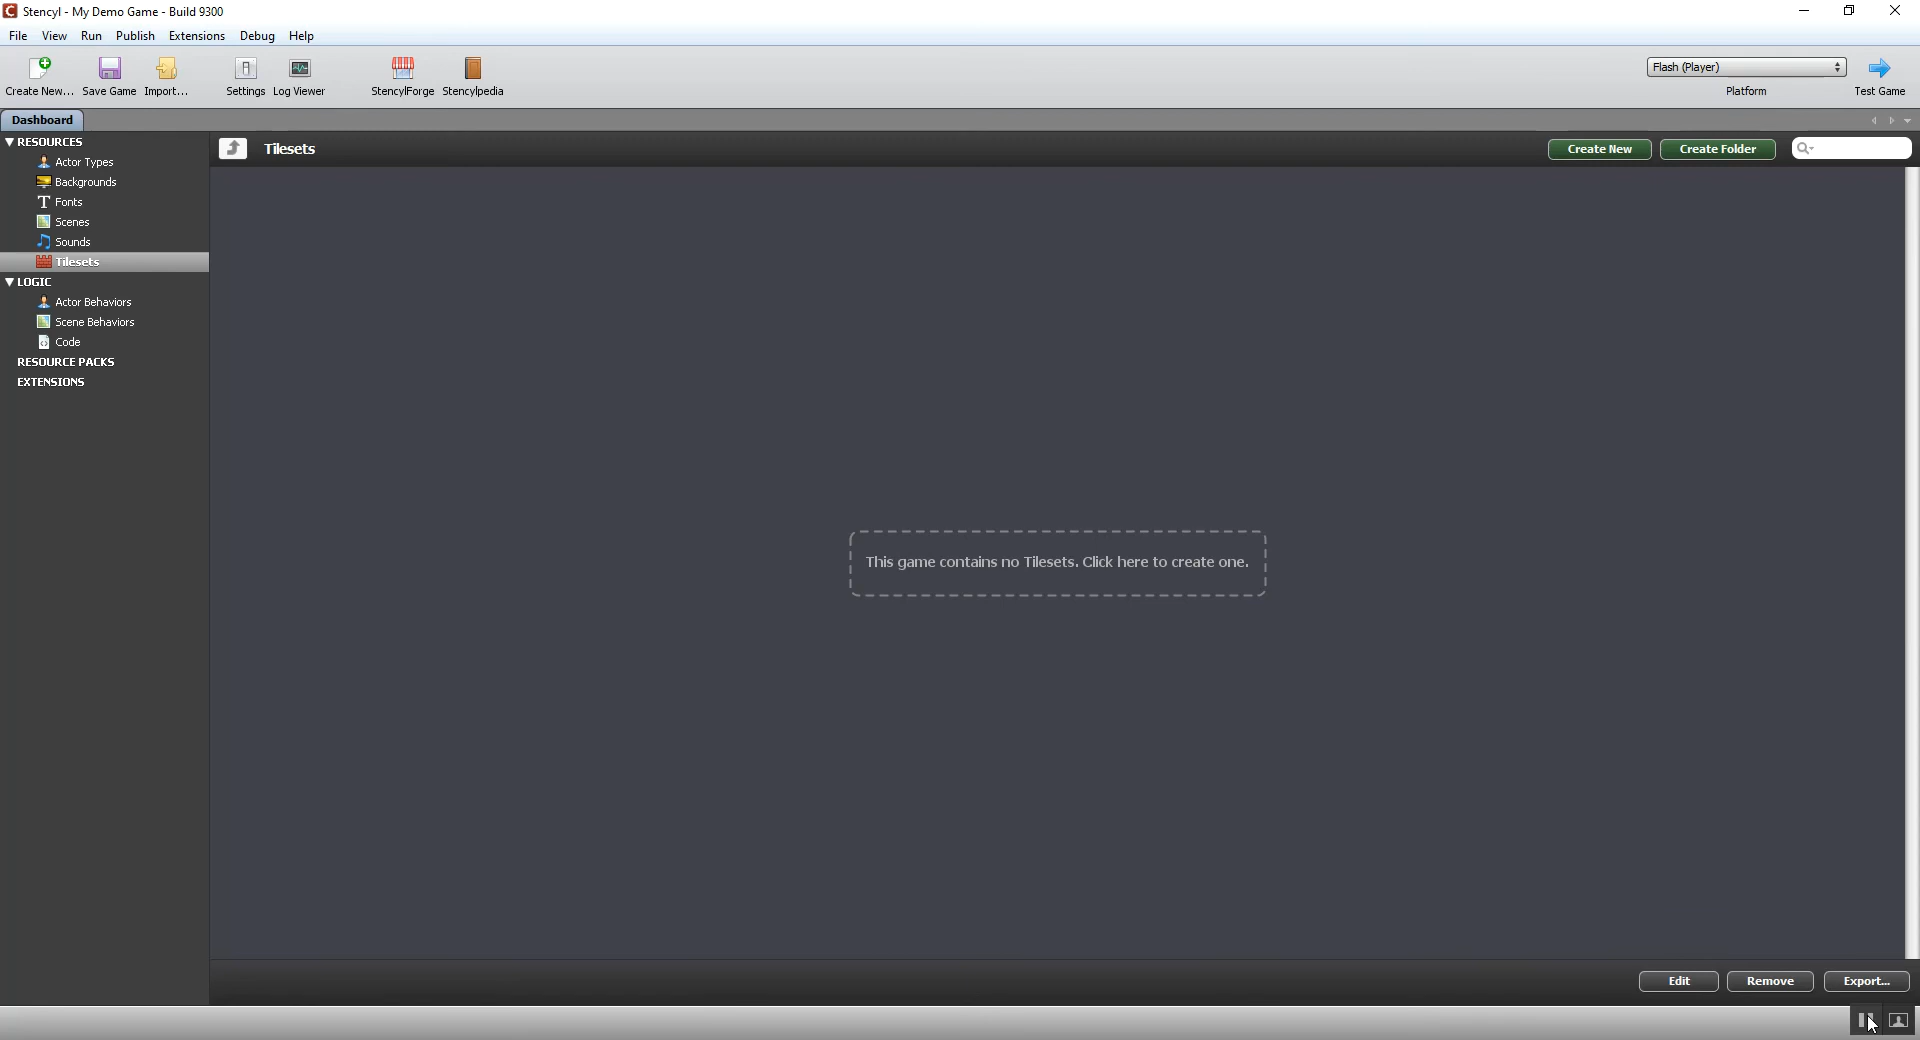 Stencyl - My Demo Game - Build 9300
File View Run Publish Extensions Debug Help
Create New... Save Game Import... Settings Log Viewer StencylForge Stencylpedia
Flash (Player)
Platform
Test Game
Dashboard
RESOURCES
Actor Types
Backgrounds
Fonts
Scenes
Sounds
Tilesets
LOGIC
Actor Behaviors
Scene Behaviors
Code
RESOURCE PACKS
EXTENSIONS
Tilesets
Create New Create Folder
This game contains no Tilesets. Click here to create one.
Edit Remove Export...